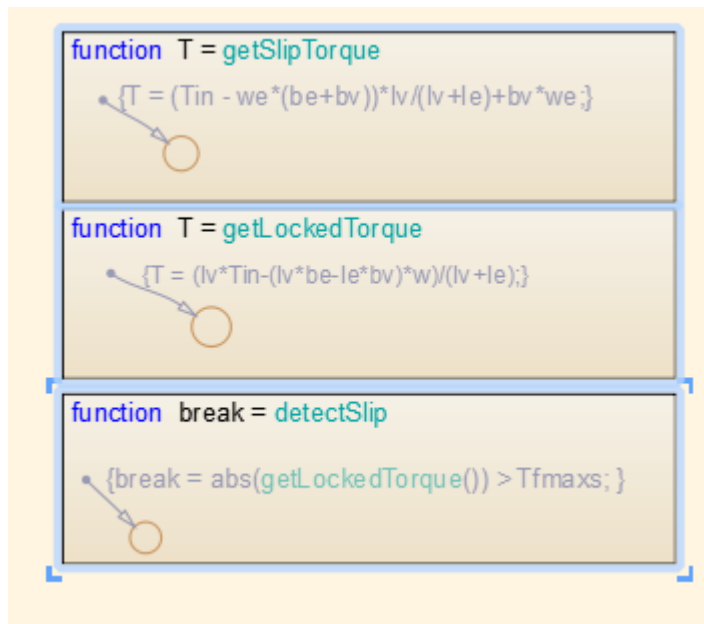 function T = getSlipTorque
{T = (Tin - we*(be+bv))*Iv/(Iv+Ie)+bv*we;}
function T = getLockedTorque
{T = (Iv*Tin-(Iv*be-Ie*bv)*w)/(Iv+Ie);}
function break = detectSlip
{break = abs(getLockedTorque()) > Tfmaxs; }